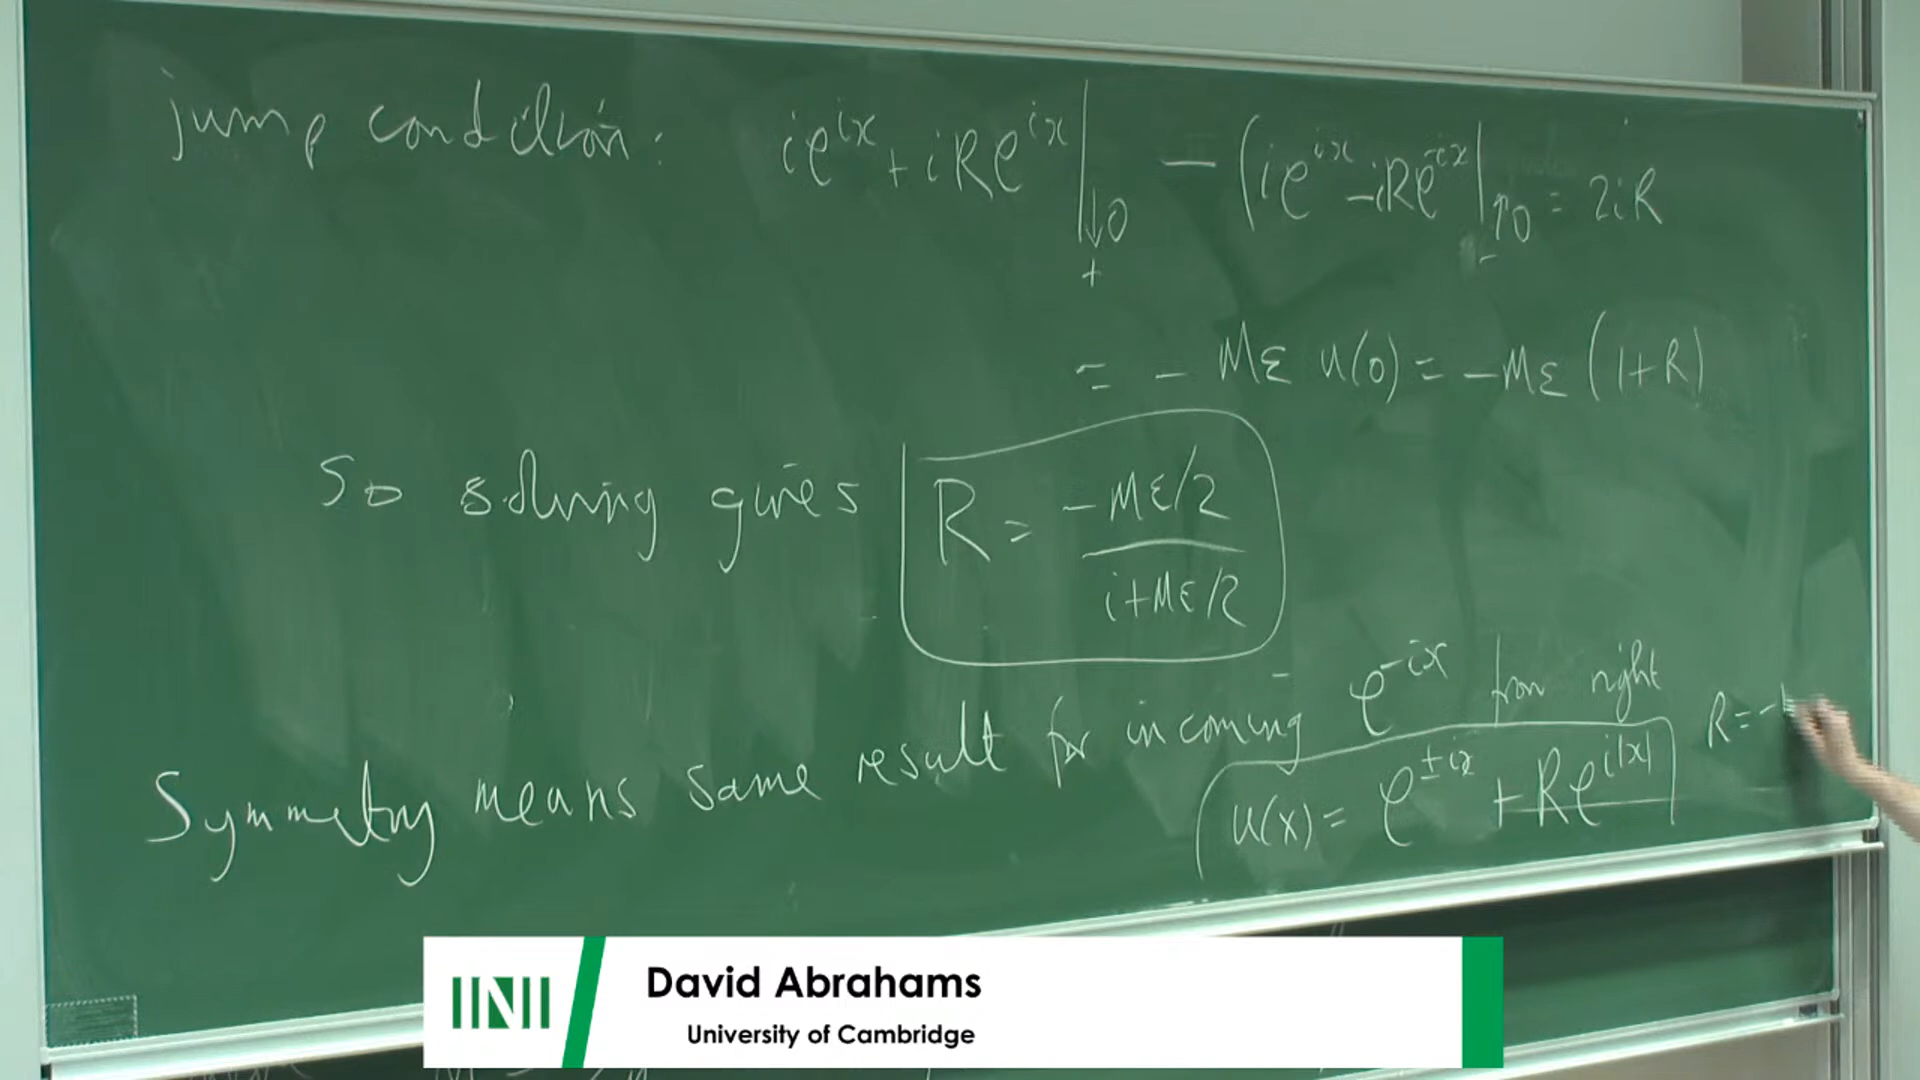 jump condition: ie^{ix} + iRe^{ix}|_{↓0 +} - (ie^{ix} - iRe^{-ix}|_{↑0 -} = 2iR
= - Mε u(0) = -Mε (1+R)
So solving gives R = \frac{-Mε/2}{i+Mε/2}
Symmetry means same result for incoming e^{-ix} from right
u(x) = e^{±ix} + Re^{i|x|} R = -
INI
David Abrahams
University of Cambridge